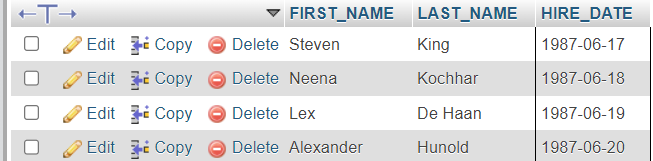 FIRST_NAME LAST_NAME HIRE_DATE
Edit Copy Delete Steven King 1987-06-17
Edit Copy Delete Neena Kochhar 1987-06-18
Edit Copy Delete Lex De Haan 1987-06-19
Edit Copy Delete Alexander Hunold 1987-06-20